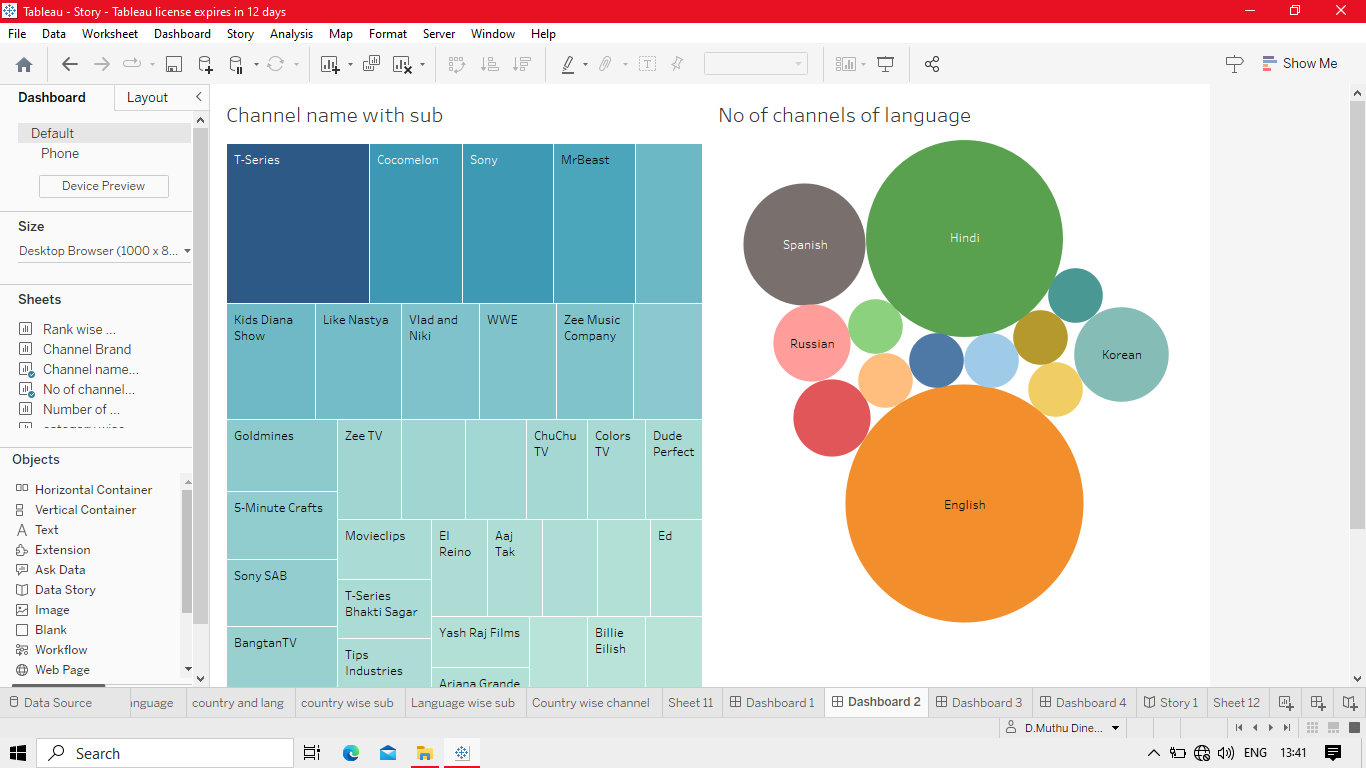 Tableau - Story - Tableau license expires in 12 days
File Data Worksheet Dashboard Story Analysis Map Format Server Window Help
Show Me
Dashboard Layout
Default
Phone
Device Preview
Size
Desktop Browser (1000 x 8...
Sheets
Rank wise ...
Channel Brand
Channel name...
No of channel...
Number of ...
Objects
Horizontal Container
Vertical Container
Text
Extension
Ask Data
Data Story
Image
Blank
Workflow
Web Page
Channel name with sub
T-Series Cocomelon Sony MrBeast
Kids Diana
Show
Like Nastya
Vlad and
Niki
WWE
Zee Music
Company
Goldmines
5-Minute Crafts
Sony SAB
BangtanTV
Zee TV
ChuChu
TV
Colors
TV
Dude
Perfect
Movieclips
T-Series
Bhakti Sagar
Tips
Industries
El
Reino
Aaj
Tak
Ed
Yash Raj Films
Ariana Grande
Billie
Eilish
No of channels of language
Spanish
Hindi
Russian
Korean
English
Data Source nguage country and lang country wise sub Language wise sub Country wise channel Sheet 11 Dashboard 1 Dashboard 2 Dashboard 3 Dashboard 4 Story 1 Sheet 12
D.Muthu Dine...
Search
ENG 13:41